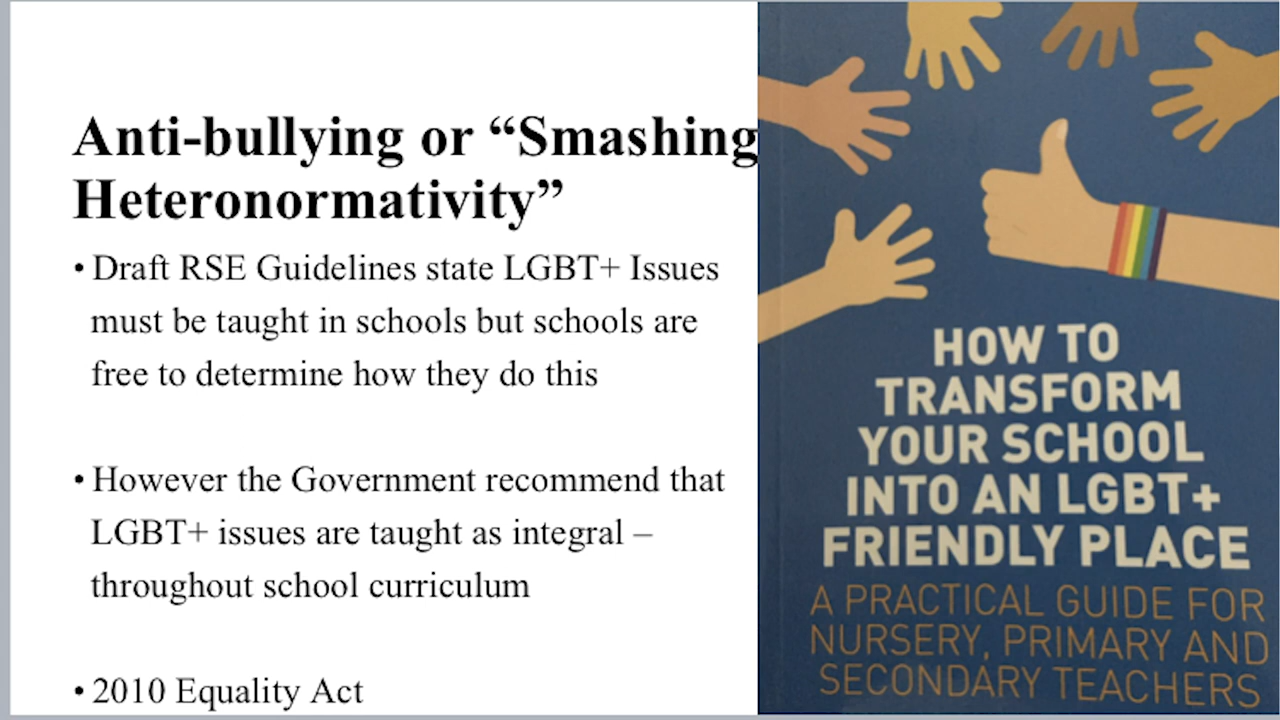 Anti-bullying or “Smashing
Heteronormativity”
• Draft RSE Guidelines state LGBT+ Issues
must be taught in schools but schools are
free to determine how they do this
• However the Government recommend that
LGBT+ issues are taught as integral –
throughout school curriculum
• 2010 Equality Act
HOW TO
TRANSFORM
YOUR SCHOOL
INTO AN LGBT+
FRIENDLY PLACE
A PRACTICAL GUIDE FOR
NURSERY, PRIMARY AND
SECONDARY TEACHERS